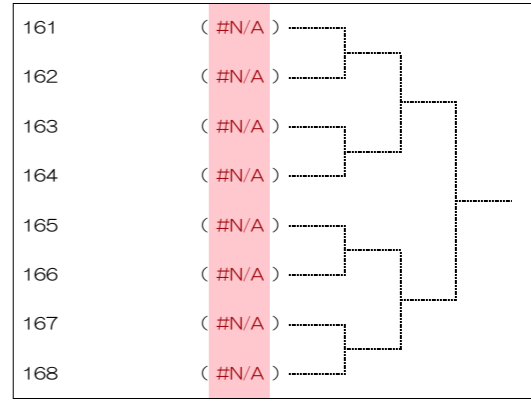 161 ( #N/A )
162 ( #N/A )
163 ( #N/A )
164 ( #N/A )
165 ( #N/A )
166 ( #N/A )
167 ( #N/A )
168 ( #N/A )